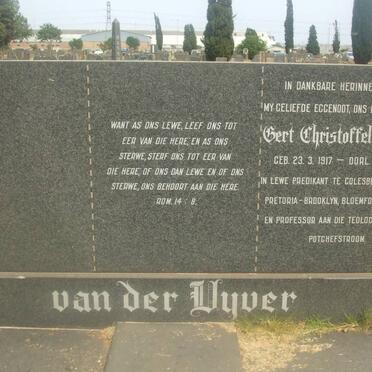 WANT AS ONS LEWE, LEEF ONS TOT
EER VAN DIE HERE, EN AS ONS
STERWE, STERF ONS TOT EER VAN
DIE HERE; OF ONS DAN LEWE EN OF ONS
STERWE, ONS BEHOORT AAN DIE HERE.
ROM. 14 : 8.
IN DANKBARE HERINNE
MY GELIEFDE EGGENOOT, ONS
Gert Christoffel
GEB. 23. 3. 1917 — OORL.
IN LEWE PREDIKANT TE COLESB
PRETORIA-BROOKLYN, BLOEMFO
EN PROFESSOR AAN DIE TEOLO
POTCHEFSTROOM.
van der Vyver